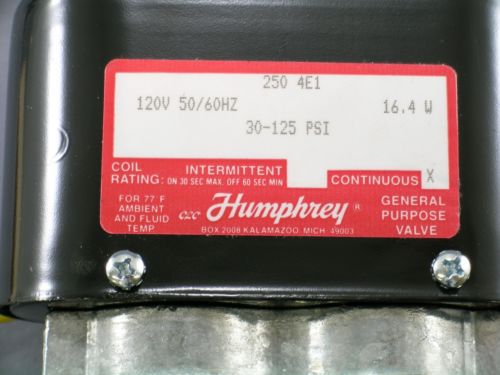 250 4E1
120V 50/60HZ 16.4 W
30-125 PSI
COIL RATING: INTERMITTENT ON 30 SEC MAX. OFF 60 SEC MIN CONTINUOUS X
FOR 77°F AMBIENT AND FLUID TEMP.
Humphrey®
BOX 2008 KALAMAZOO, MICH. 49003
GENERAL PURPOSE VALVE